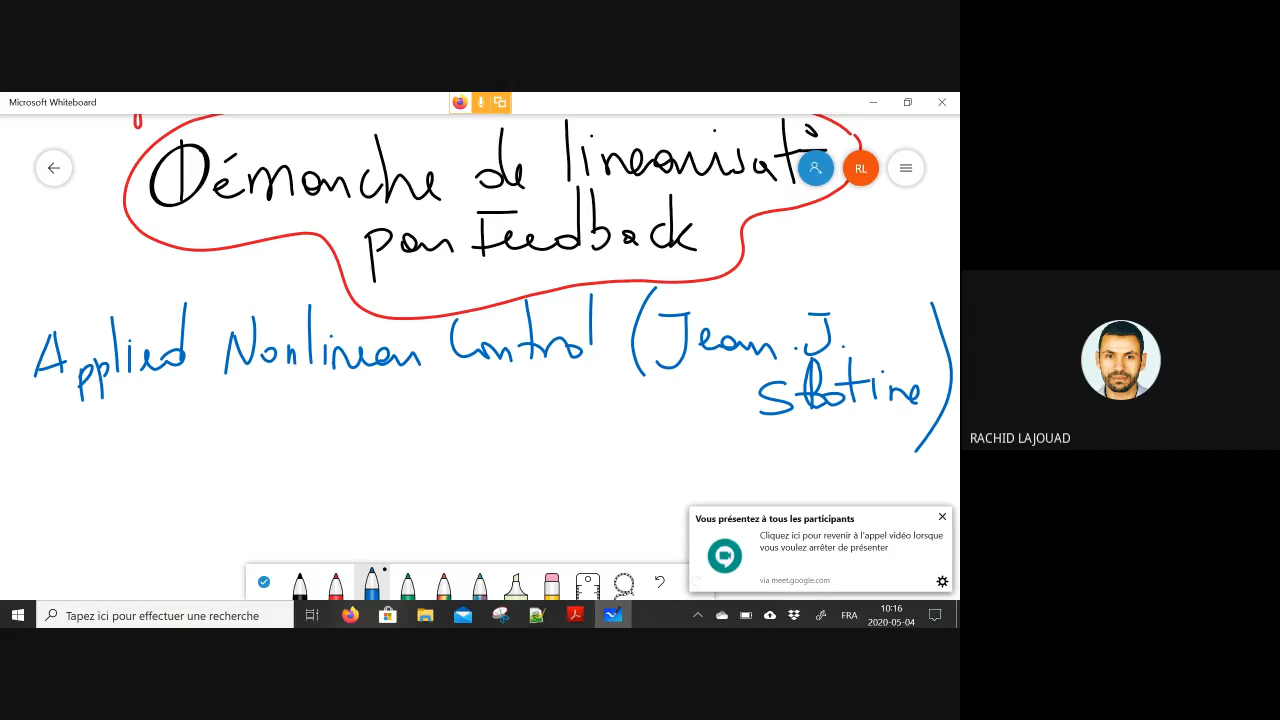 Microsoft Whiteboard
Démarche de linearisat°
RL
par Feedback
Applied Nonlinear Control (Jean. J.
Slotine)
RACHID LAJOUAD
Vous présentez à tous les participants
Cliquez ici pour revenir à l'appel vidéo lorsque
vous voulez arrêter de présenter
via meet.google.com
Tapez ici pour effectuer une recherche
FRA
10:16
2020-05-04